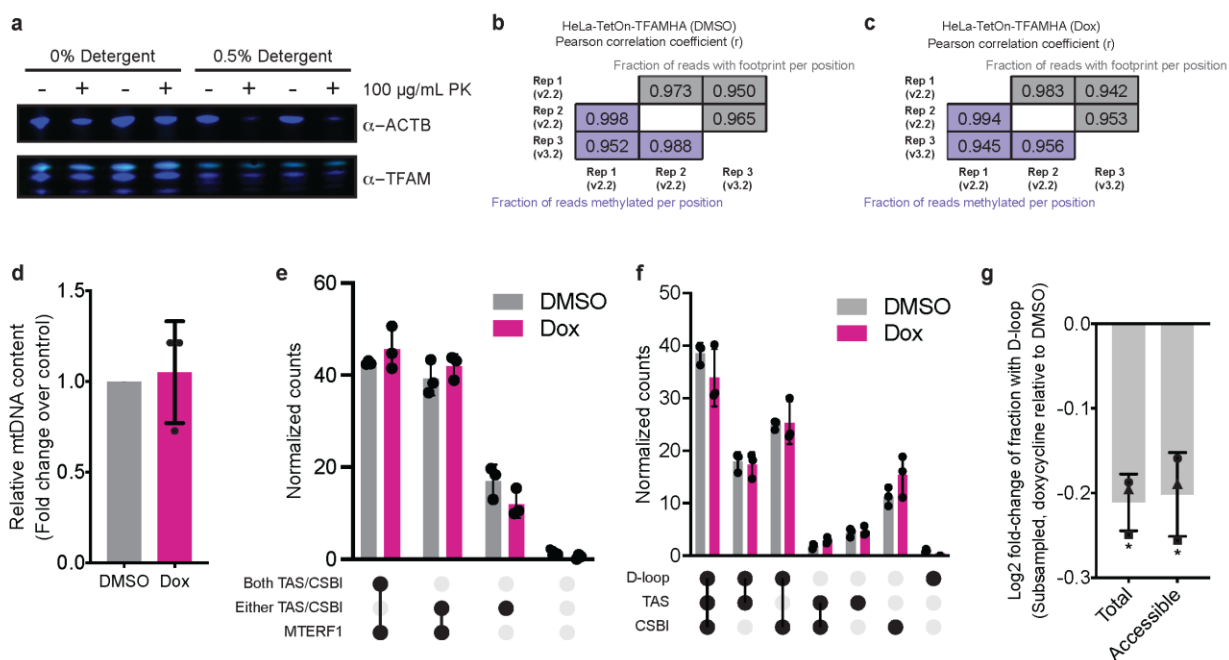 a
0% Detergent 0.5% Detergent
– + – + – + – + 100 µg/mL PK
α–ACTB
α–TFAM
b
HeLa-TetOn-TFAMHA (DMSO)
Pearson correlation coefficient (r)
Fraction of reads with footprint per position
Rep 1
(v2.2)
0.973 0.950
Rep 2
(v2.2)
0.998 0.965
Rep 3
(v3.2)
0.952 0.988
Rep 1 Rep 2 Rep 3
(v2.2) (v2.2) (v3.2)
Fraction of reads methylated per position
c
HeLa-TetOn-TFAMHA (Dox)
Pearson correlation coefficient (r)
Fraction of reads with footprint per position
Rep 1
(v2.2)
0.983 0.942
Rep 2
(v2.2)
0.994 0.953
Rep 3
(v3.2)
0.945 0.956
Rep 1 Rep 2 Rep 3
(v2.2) (v2.2) (v3.2)
Fraction of reads methylated per position
d
Relative mtDNA content
(Fold change over control)
1.5
1.0
0.5
0.0
DMSO Dox
e
Normalized counts
60
40
20
0
DMSO
Dox
Both TAS/CSBI
Either TAS/CSBI
MTERF1
f
Normalized counts
50
40
30
20
10
0
DMSO
Dox
D-loop
TAS
CSBI
g
Log2 fold-change of fraction with D-loop
(Subsampled, doxycycline relative to DMSO)
0.0
-0.1
-0.2
-0.3
* *
Total
Accessible